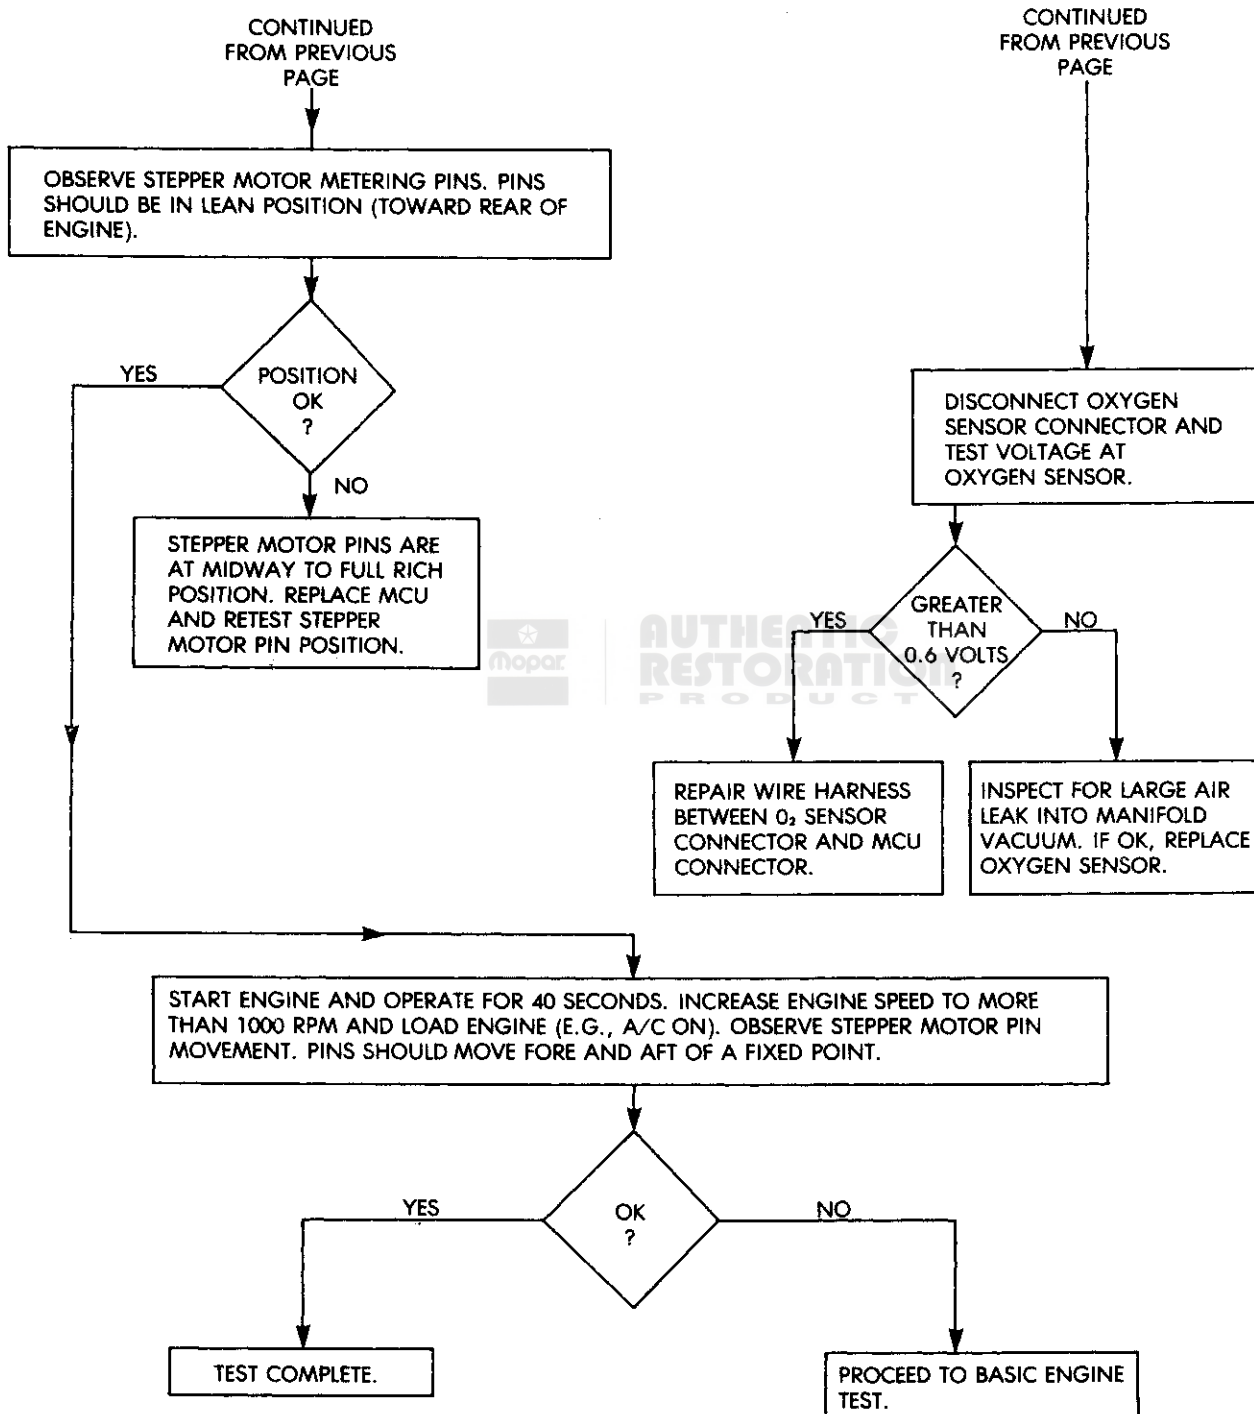 CONTINUED
FROM PREVIOUS
PAGE
OBSERVE STEPPER MOTOR METERING PINS. PINS
SHOULD BE IN LEAN POSITION (TOWARD REAR OF
ENGINE).
YES
POSITION
OK
?
NO
STEPPER MOTOR PINS ARE
AT MIDWAY TO FULL RICH
POSITION. REPLACE MCU
AND RETEST STEPPER
MOTOR PIN POSITION.
CONTINUED
FROM PREVIOUS
PAGE
DISCONNECT OXYGEN
SENSOR CONNECTOR AND
TEST VOLTAGE AT
OXYGEN SENSOR.
YES
GREATER
THAN
0.6 VOLTS
?
NO
REPAIR WIRE HARNESS
BETWEEN O₂ SENSOR
CONNECTOR AND MCU
CONNECTOR.
INSPECT FOR LARGE AIR
LEAK INTO MANIFOLD
VACUUM. IF OK, REPLACE
OXYGEN SENSOR.
Mopar
AUTHENTIC
RESTORATION
PRODUCT
START ENGINE AND OPERATE FOR 40 SECONDS. INCREASE ENGINE SPEED TO MORE
THAN 1000 RPM AND LOAD ENGINE (E.G., A/C ON). OBSERVE STEPPER MOTOR PIN
MOVEMENT. PINS SHOULD MOVE FORE AND AFT OF A FIXED POINT.
YES
OK
?
NO
TEST COMPLETE.
PROCEED TO BASIC ENGINE
TEST.